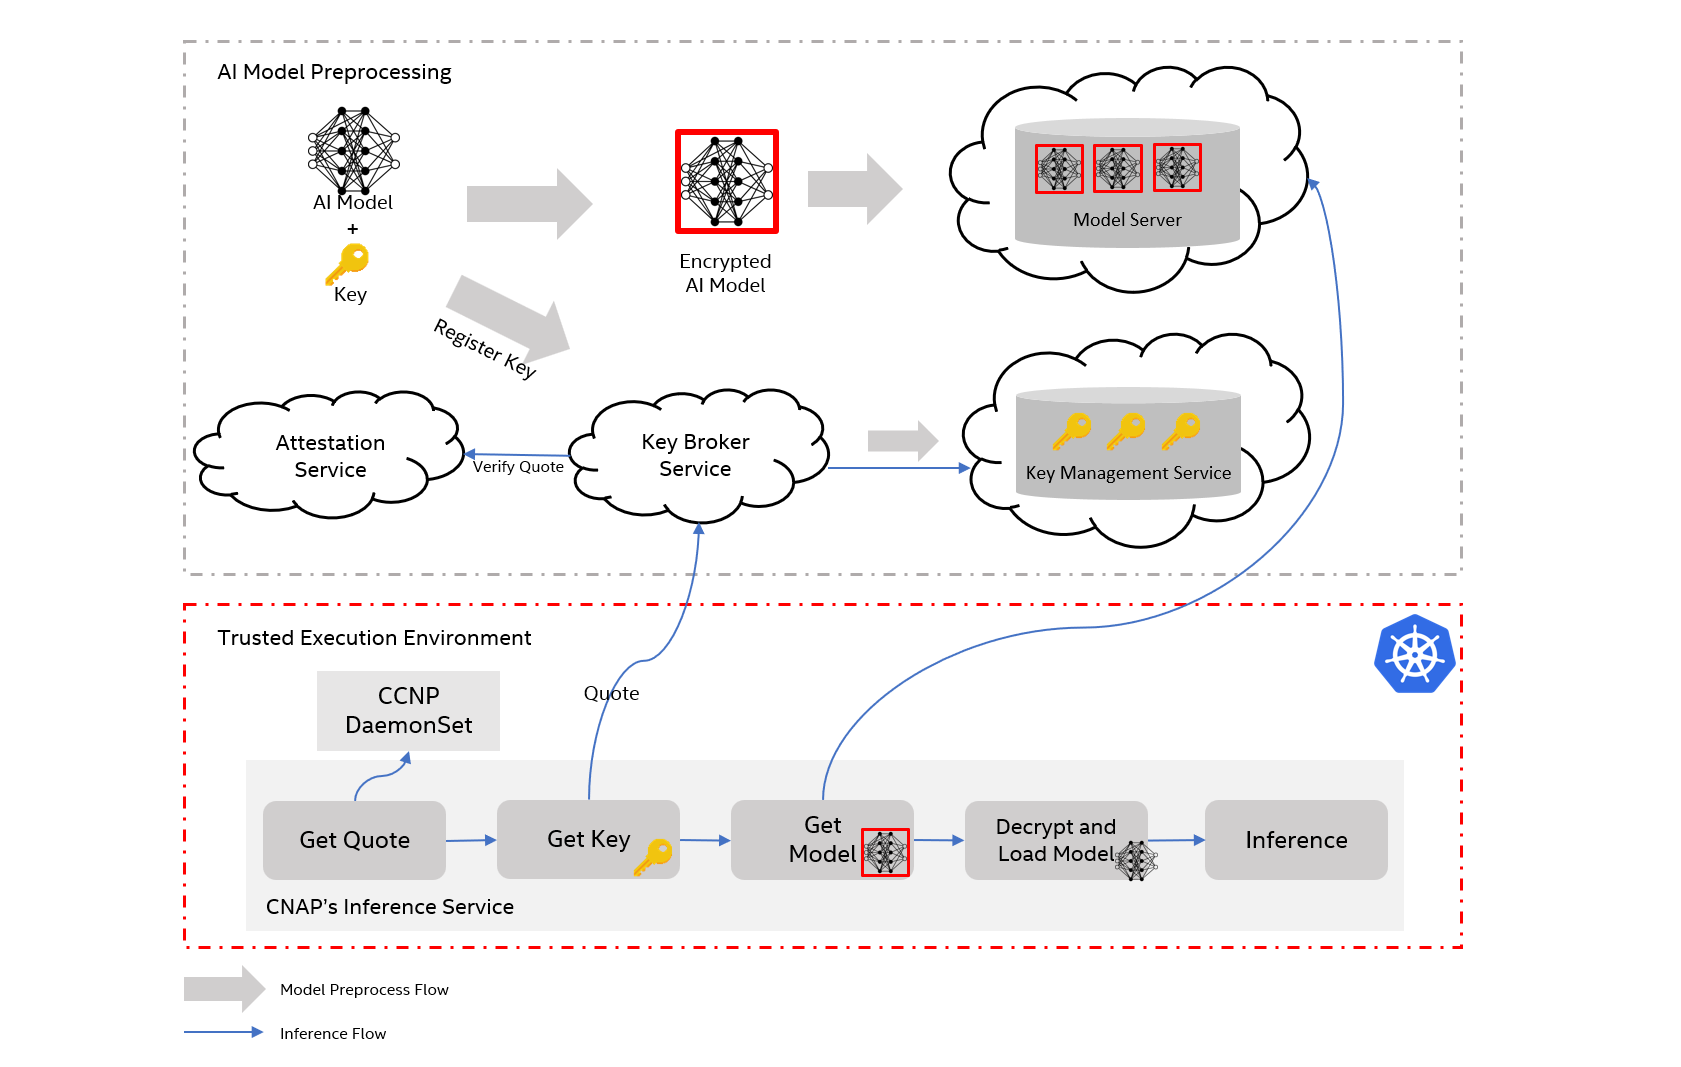 AI Model Preprocessing
AI Model
+
Key
Encrypted
AI Model
Model Server
Register Key
Attestation
Service
Verify Quote
Key Broker
Service
Key Management Service
Trusted Execution Environment
CCNP
DaemonSet
Quote
Get Quote
Get Key
Get
Model
Decrypt and
Load Model
Inference
CNAP's Inference Service
Model Preprocess Flow
Inference Flow